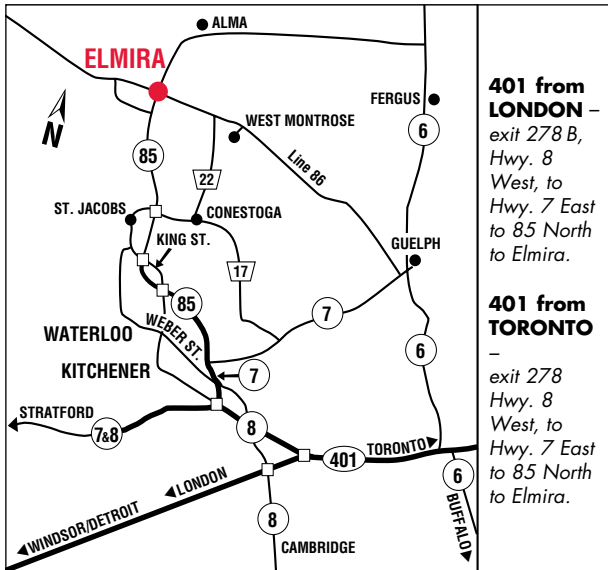 ALMA
ELMIRA
FERGUS
N
WEST MONTROSE
6
85
Line 86
22
ST. JACOBS
CONESTOGA
KING ST.
GUELPH
17
85
7
WATERLOO
WEBER ST.
6
KITCHENER
7
STRATFORD
7&8
8
TORONTO
401
LONDON
6
WINDSOR/DETROIT
8
BUFFALO
CAMBRIDGE
401 from
LONDON –
exit 278 B,
Hwy. 8
West, to
Hwy. 7 East
to 85 North
to Elmira.
401 from
TORONTO
–
exit 278
Hwy. 8
West, to
Hwy. 7 East
to 85 North
to Elmira.